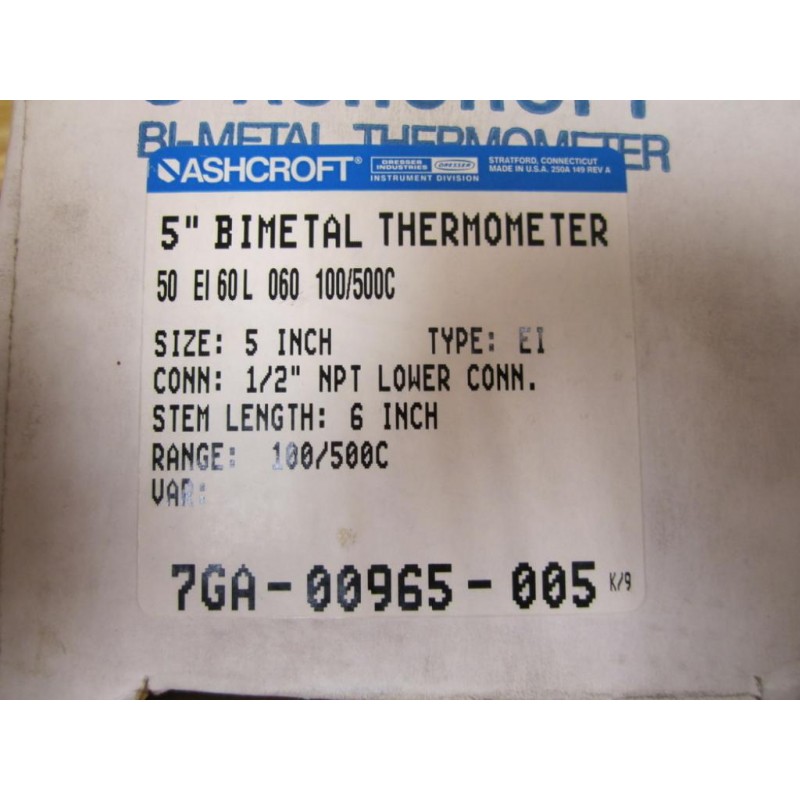 ASHCROFT
BI-METAL THERMOMETER
ASHCROFT® DRESSER INDUSTRIES DRESSER INSTRUMENT DIVISION STRATFORD, CONNECTICUT
MADE IN U.S.A. 250A 149 REV A
5" BIMETAL THERMOMETER
50 EI 60 L 060 100/500C
SIZE: 5 INCH TYPE: EI
CONN: 1/2" NPT LOWER CONN.
STEM LENGTH: 6 INCH
RANGE: 100/500C
VAR:
7GA-00965-005 K/9